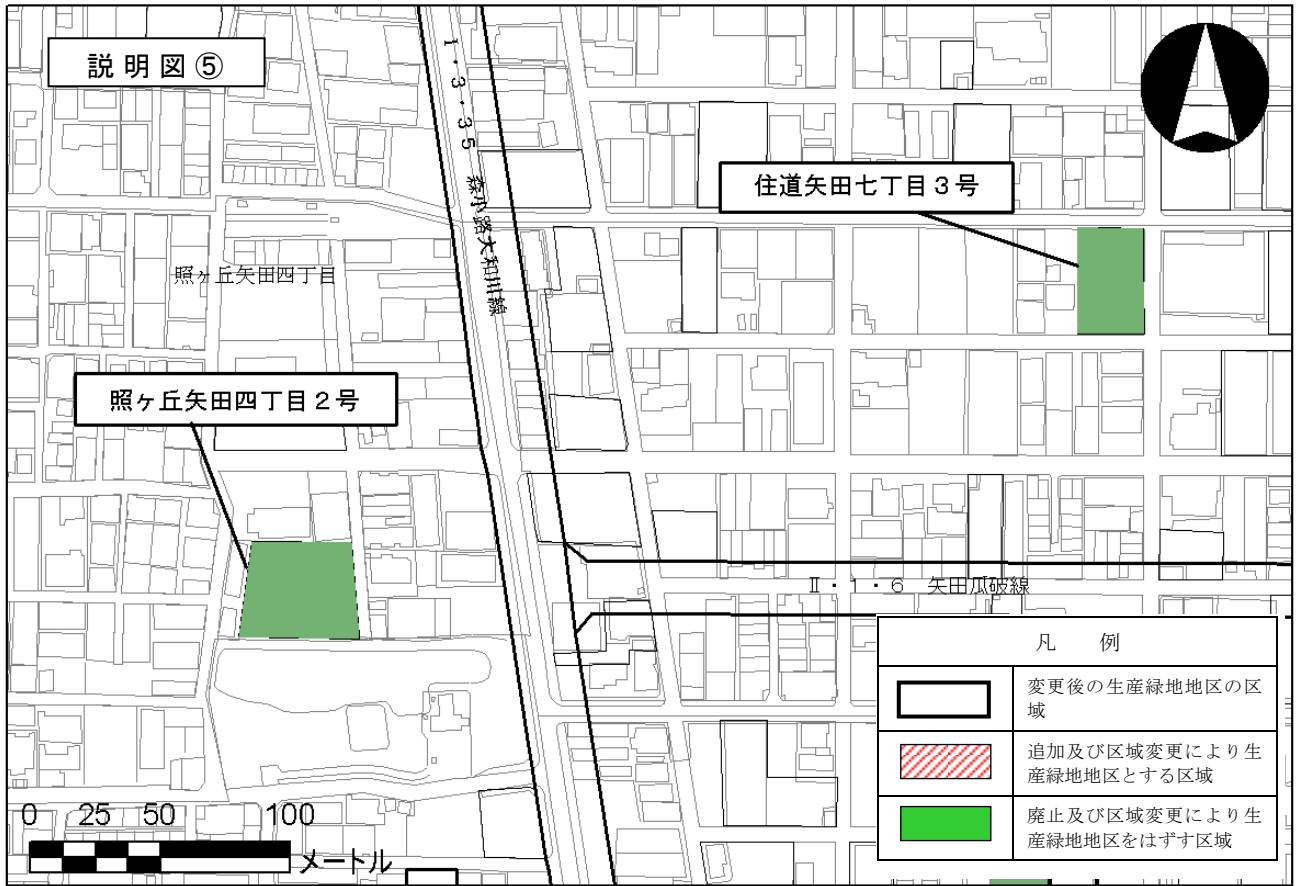 説明図⑤
Ⅰ・3・35 森小路大和川線
住道矢田七丁目3号
照ヶ丘矢田四丁目
照ヶ丘矢田四丁目2号
Ⅱ・1・6 矢田瓜破線
凡 例
変更後の生産緑地地区の区
域
追加及び区域変更により生
産緑地地区とする区域
廃止及び区域変更により生
産緑地地区をはずす区域
0 25 50 100
メートル